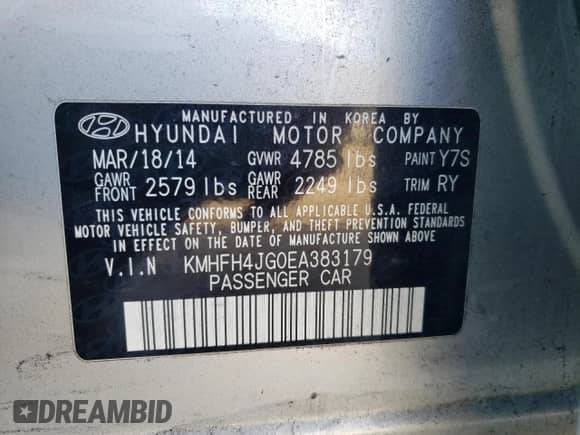 MANUFACTURED IN KOREA BY
HYUNDAI MOTOR COMPANY
MAR/18/14 GVWR 4785 lbs PAINT Y7S
GAWR FRONT 2579 lbs GAWR REAR 2249 lbs TRIM RY
THIS VEHICLE CONFORMS TO ALL APPLICABLE U.S.A. FEDERAL
MOTOR VEHICLE SAFETY, BUMPER, AND THEFT PREVENTION STANDARDS
IN EFFECT ON THE DATE OF MANUFACTURE SHOWN ABOVE.
V.I.N KMHFH4JG0EA383179
PASSENGER CAR
DREAMBID